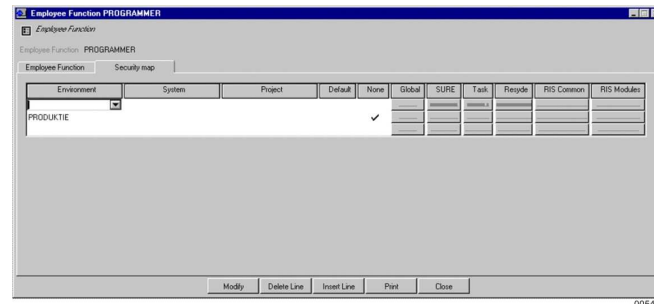 Employee Function PROGRAMMER
Employee Function
Employee Function : PROGRAMMER
Employee Function Security map
Environment System Project Default None Global SURE Task Resyde RIS Common RIS Modules
PRODUKTIE
Modify Delete Line Insert Line Print Close
0054